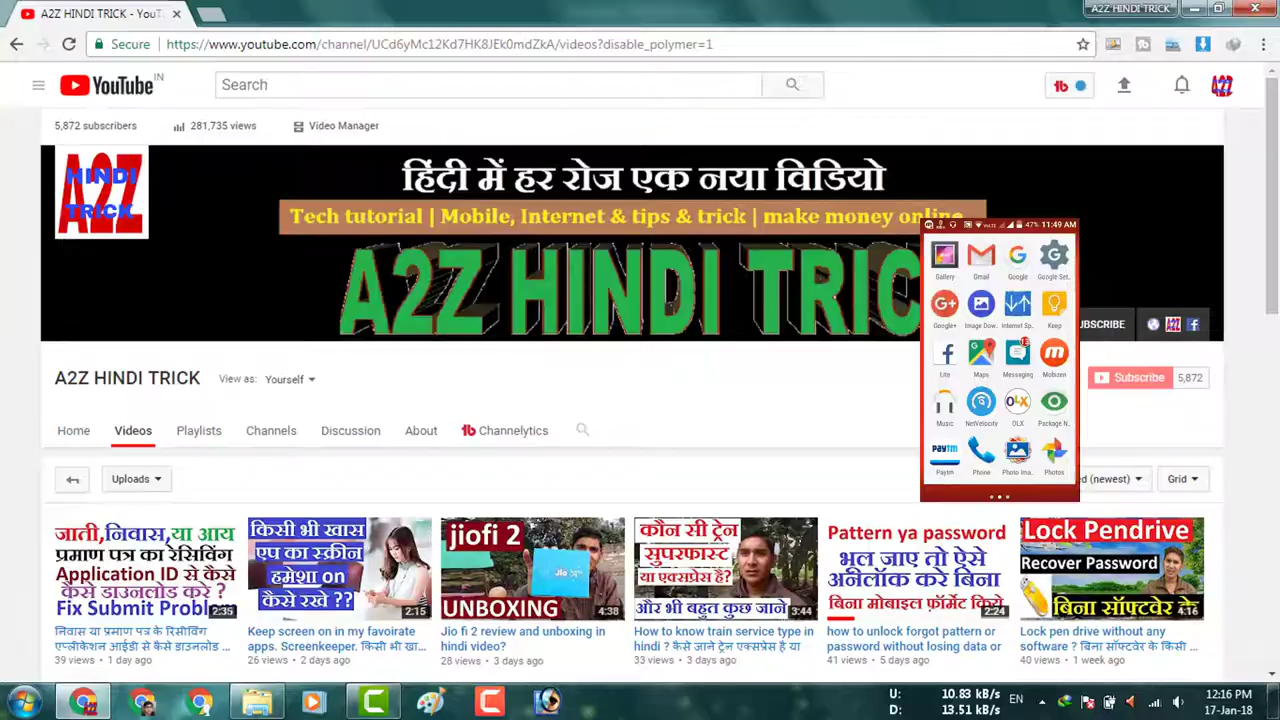 A2Z HINDI TRICK - YouT
A2Z HINDI TRICK
Secure
https://www.youtube.com/channel/UCd6yMc12Kd7HK8JEk0mdZkA/videos?disable_polymer=1
YouTube IN
Search
5,872 subscribers
281,735 views
Video Manager
A2Z
HINDI
TRICK
हिंदी में हर रोज एक नया विडियो
Tech tutorial | Mobile, Internet & tips & trick | make money online
A2Z HINDI TRIC
47% 11:49 AM
Gallery Gmail Google Google Set..
Google+ Image Dow.. Internet Sp.. Keep
Lite Maps Messaging Mobizen
Music NetVelocity OLX Package N..
Paytm Phone Photo Ima.. Photos
UBSCRIBE
A2Z HINDI TRICK
View as: Yourself
Subscribe 5,872
Home Videos Playlists Channels Discussion About Channelytics
Uploads
ed (newest)
Grid
जाती,निवास,या आय
प्रमाण पत्र का रेसिविंग
Application ID से कैसे
कैसे डाउनलोड करे ?
Fix Submit Probl
2:35
निवास या प्रमाण पत्र के रिसीविंग
एप्लीकेशन आईडी से कैसे डाउनलोड ...
39 views • 1 day ago
किसी भी खास
एप का स्क्रीन
हमेशा on
कैसे रखे ??
2:15
Keep screen on in my favoirate
apps. Screenkeeper. किसी भी खा...
26 views • 2 days ago
jiofi 2
Jio
UNBOXING
4:38
Jio fi 2 review and unboxing in
hindi video?
28 views • 3 days ago
कौन सी ट्रेन
सुपरफास्ट
या एक्सप्रेस है?
और भी बहुत कुछ जाने
3:44
How to know train service type in
hindi ? कैसे जाने ट्रेन एक्सप्रेस है या
33 views • 3 days ago
Pattern ya password
भूल जाए तो ऐसे
अनलॉक करे बिना
बिना मोबाइल फ़ॉर्मेट किये
2:24
how to unlock forgot pattern or
password without losing data or
41 views • 5 days ago
Lock Pendrive
Recover Password
बिना सॉफ्टवेर के
4:16
Lock pen drive without any
software ? बिना सॉफ्टवेर के किसी ...
40 views • 1 week ago
U: 10.83 kB/s
D: 13.51 kB/s
EN
12:16 PM
17-Jan-18